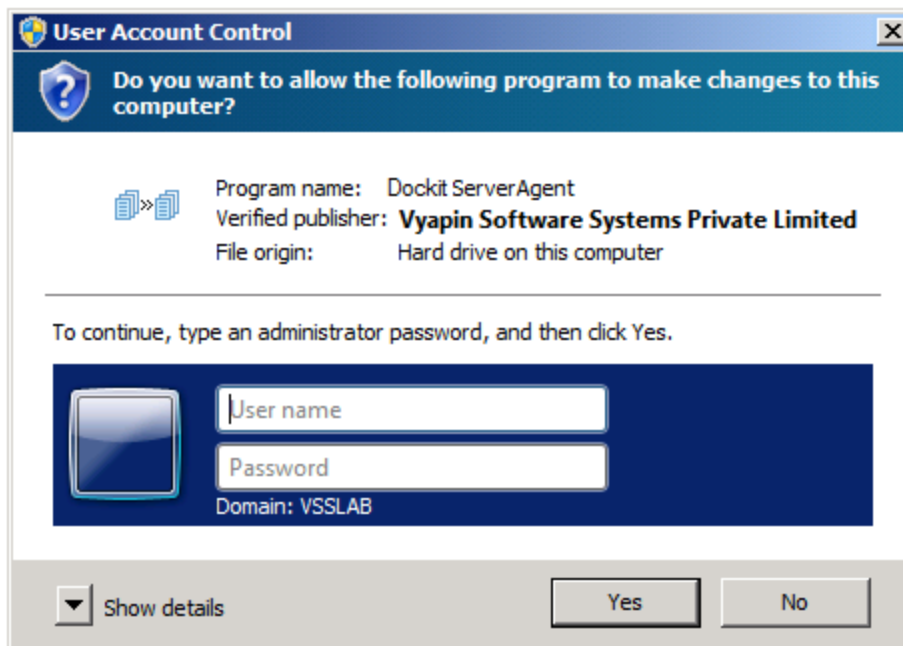 User Account Control
Do you want to allow the following program to make changes to this
computer?
Program name: Dockit ServerAgent
Verified publisher: Vyapin Software Systems Private Limited
File origin: Hard drive on this computer
To continue, type an administrator password, and then click Yes.
User name
Password
Domain: VSSLAB
Show details
Yes
No